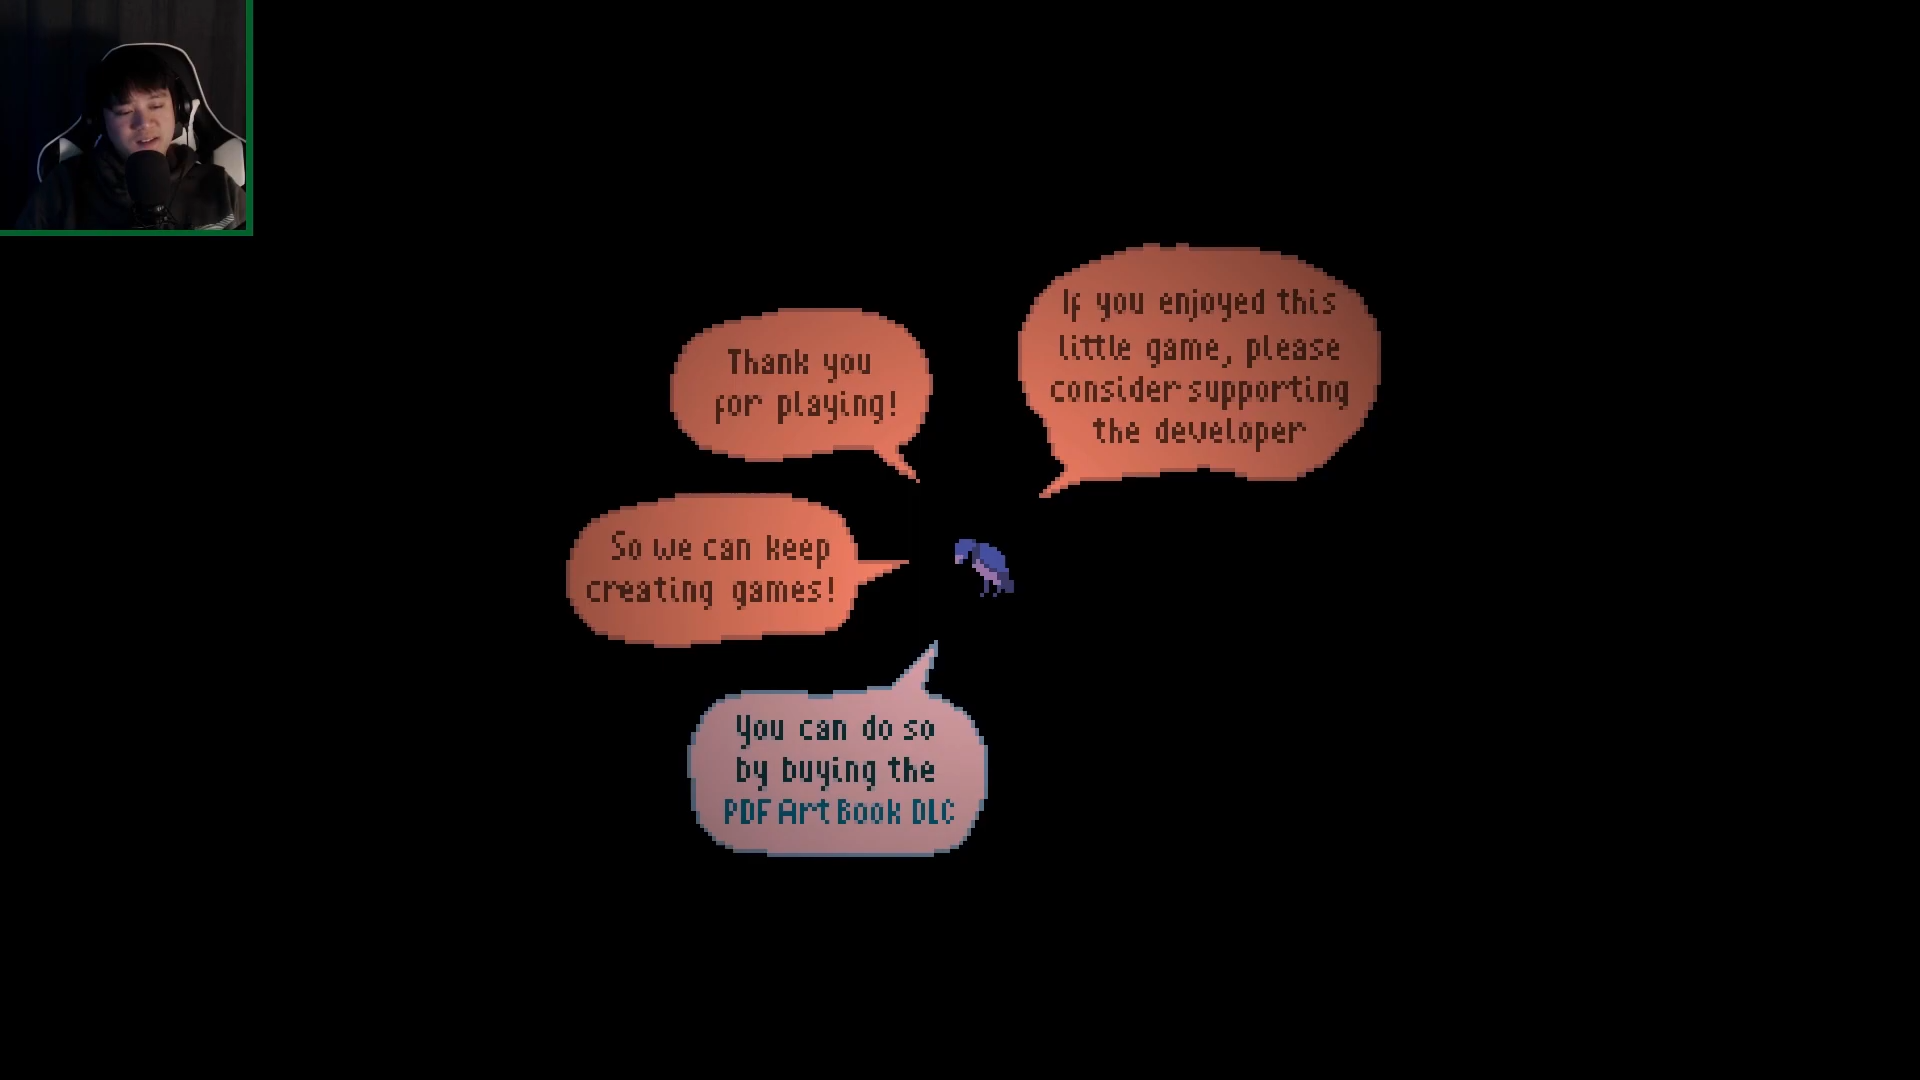 Thank you
for playing!
If you enjoyed this
little game, please
consider supporting
the developer
So we can keep
creating games!
You can do so
by buying the
PDF Art Book DLC